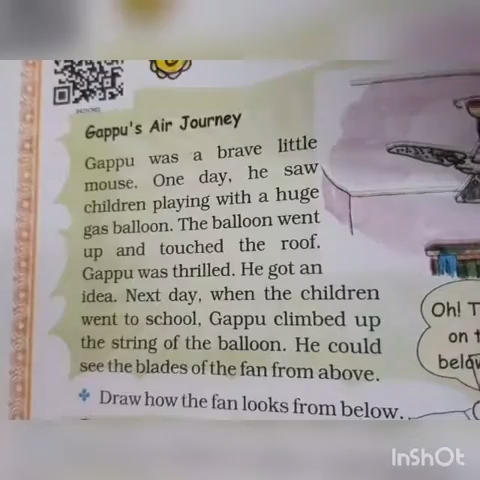 Gappu's Air Journey
Gappu was a brave little
mouse. One day, he saw
children playing with a huge
gas balloon. The balloon went
up and touched the roof.
Gappu was thrilled. He got an
idea. Next day, when the children
went to school, Gappu climbed up
the string of the balloon. He could
see the blades of the fan from above.
Draw how the fan looks from below.
Oh! T
on t
below
InShOt